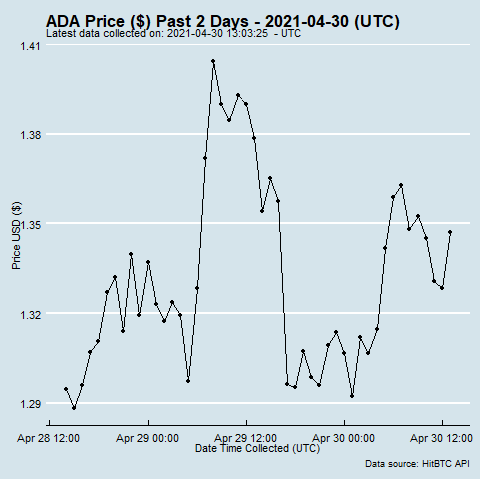 ADA Price ($) Past 2 Days - 2021-04-30 (UTC)
Latest data collected on: 2021-04-30 13:03:25  - UTC
1.41
1.38
1.35
1.32
1.29
Price USD ($)
Apr 28 12:00 Apr 29 00:00 Apr 29 12:00 Apr 30 00:00 Apr 30 12:00
Date Time Collected (UTC)
Data source: HitBTC API